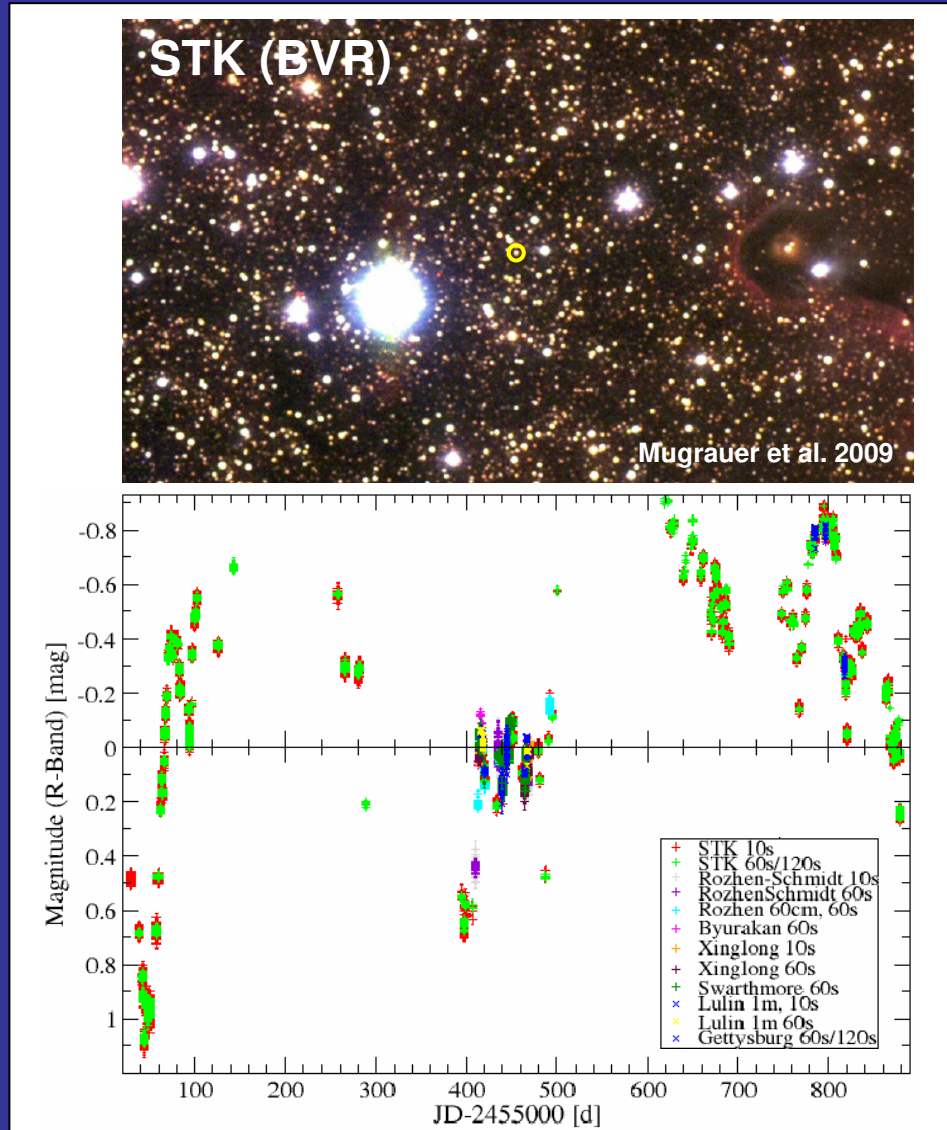 STK (BVR)
Mugrauer et al. 2009
Magnitude (R-Band) [mag]
-0.8
-0.6
-0.4
-0.2
0
0.2
0.4
0.6
0.8
1
STK 10s
STK 60s/120s
Rozhen-Schmidt 10s
RozhenSchmidt 60s
Rozhen 60cm, 60s
Byurakan 60s
Xinglong 10s
Xinglong 60s
Swarthmore 60s
Lulin 1m, 10s
Lulin 1m 60s
Gettysburg 60s/120s
100 200 300 400 500 600 700 800
JD-2455000 [d]